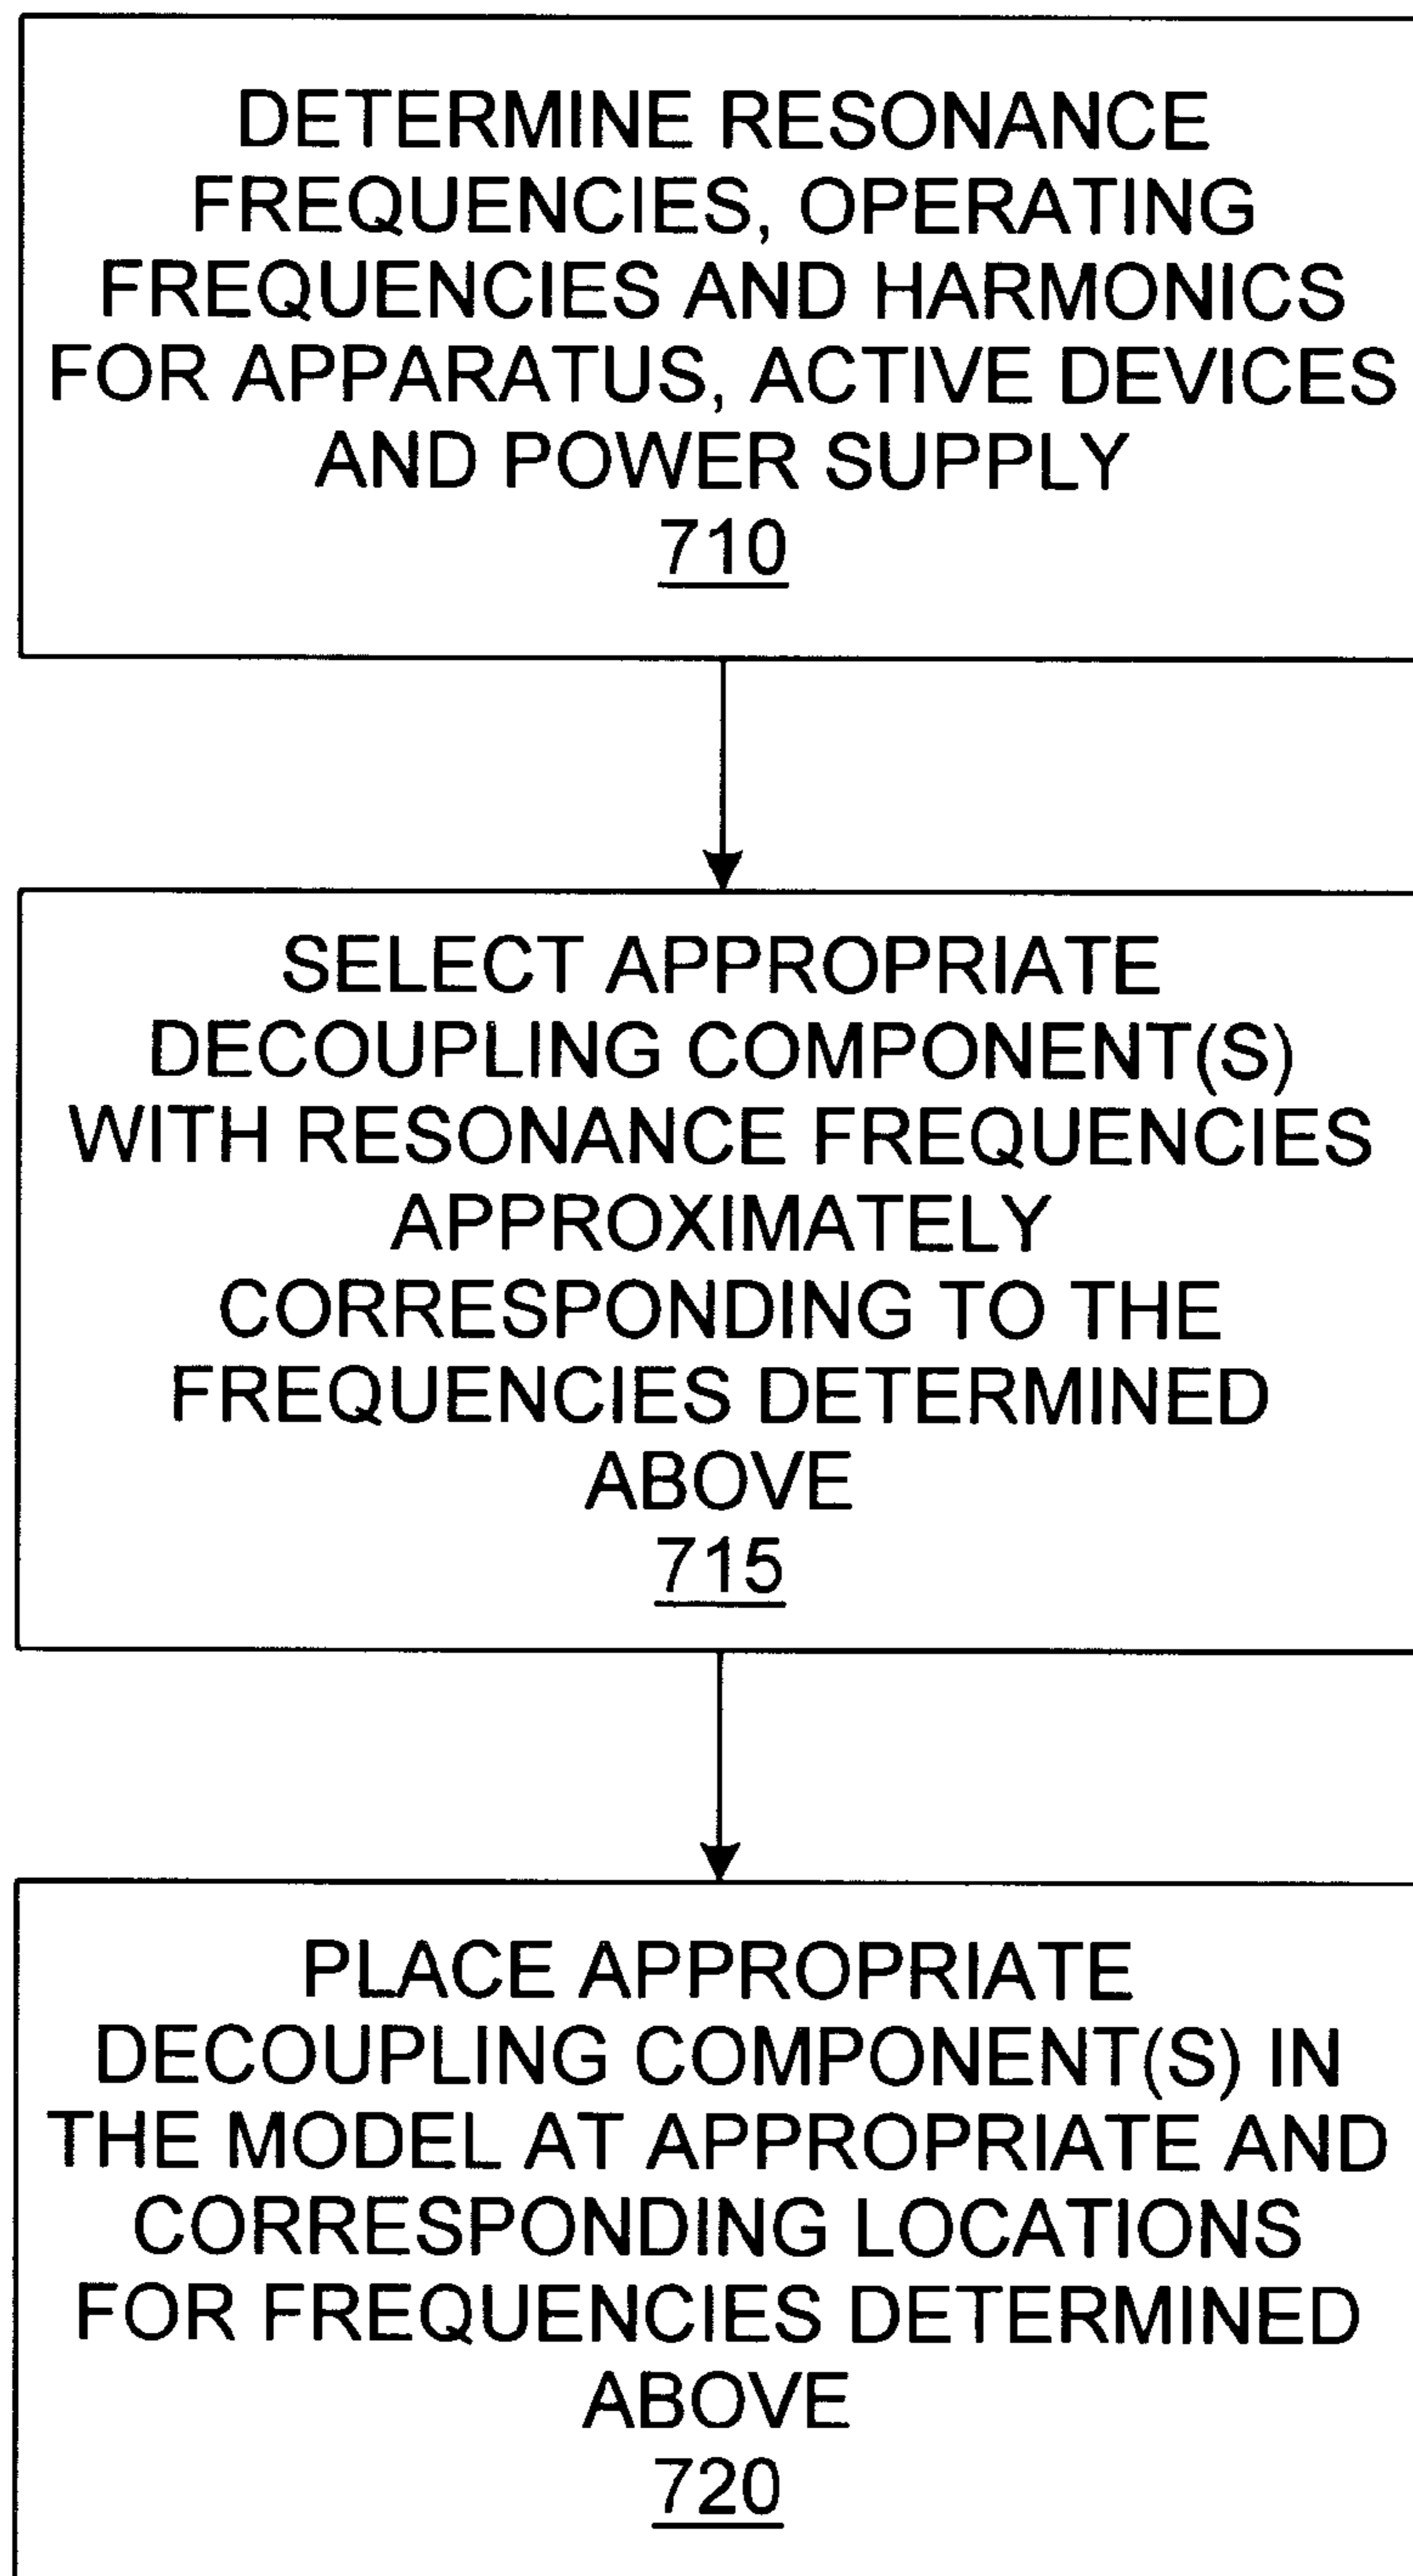 DETERMINE RESONANCE
FREQUENCIES, OPERATING
FREQUENCIES AND HARMONICS
FOR APPARATUS, ACTIVE DEVICES
AND POWER SUPPLY
710
SELECT APPROPRIATE
DECOUPLING COMPONENT(S)
WITH RESONANCE FREQUENCIES
APPROXIMATELY
CORRESPONDING TO THE
FREQUENCIES DETERMINED
ABOVE
715
PLACE APPROPRIATE
DECOUPLING COMPONENT(S) IN
THE MODEL AT APPROPRIATE AND
CORRESPONDING LOCATIONS
FOR FREQUENCIES DETERMINED
ABOVE
720